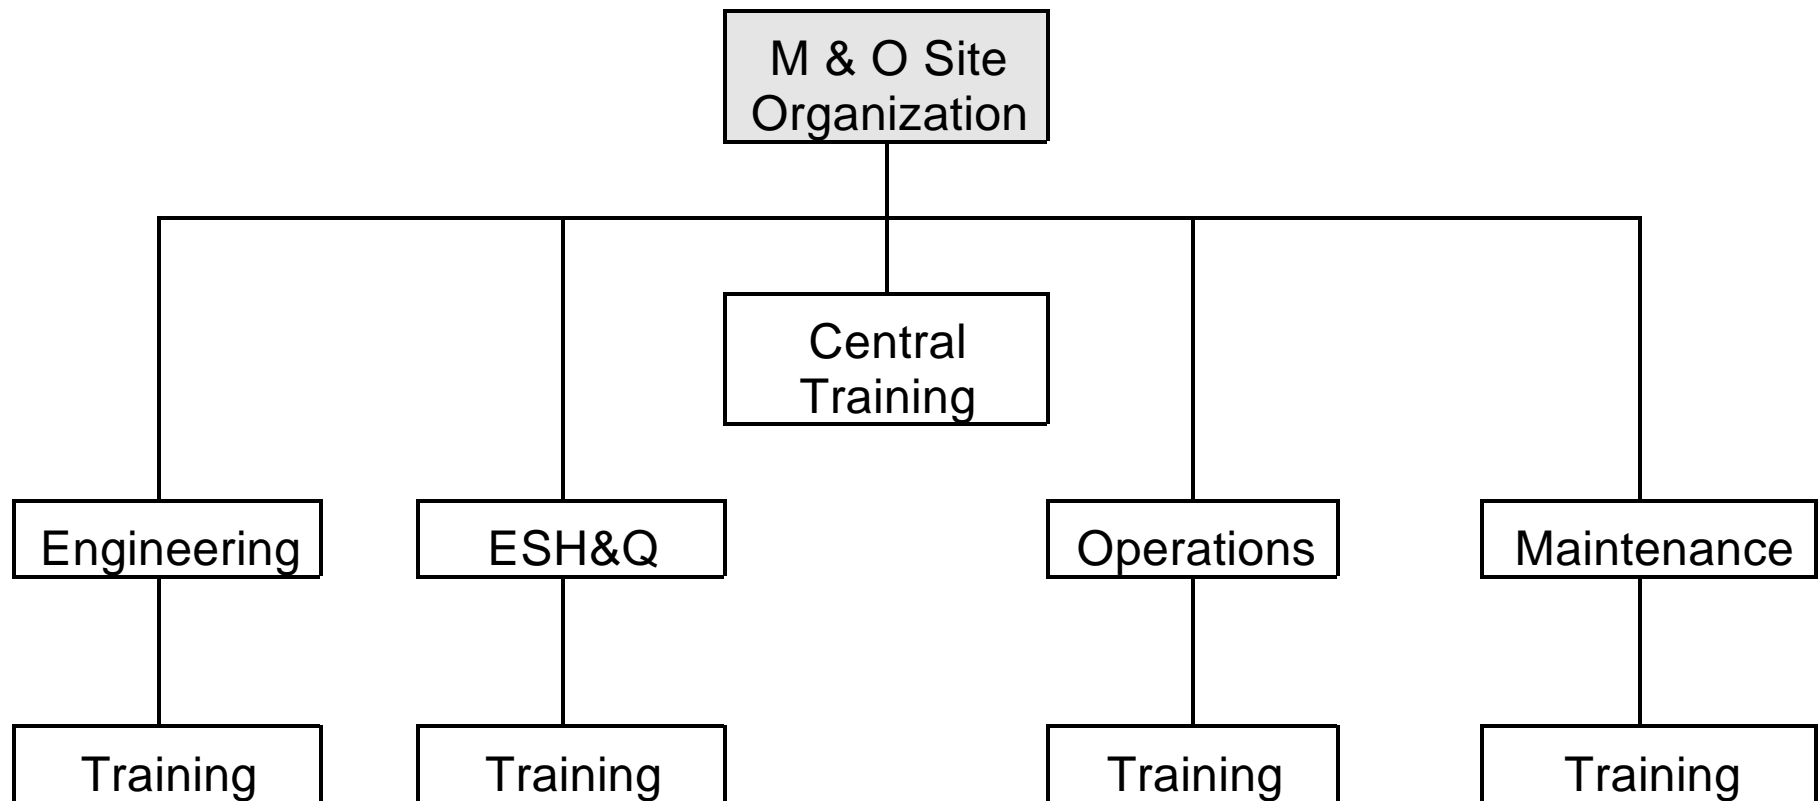 M & O Site
Organization
Central
Training
Engineering
ESH&Q
Operations
Maintenance
Training
Training
Training
Training